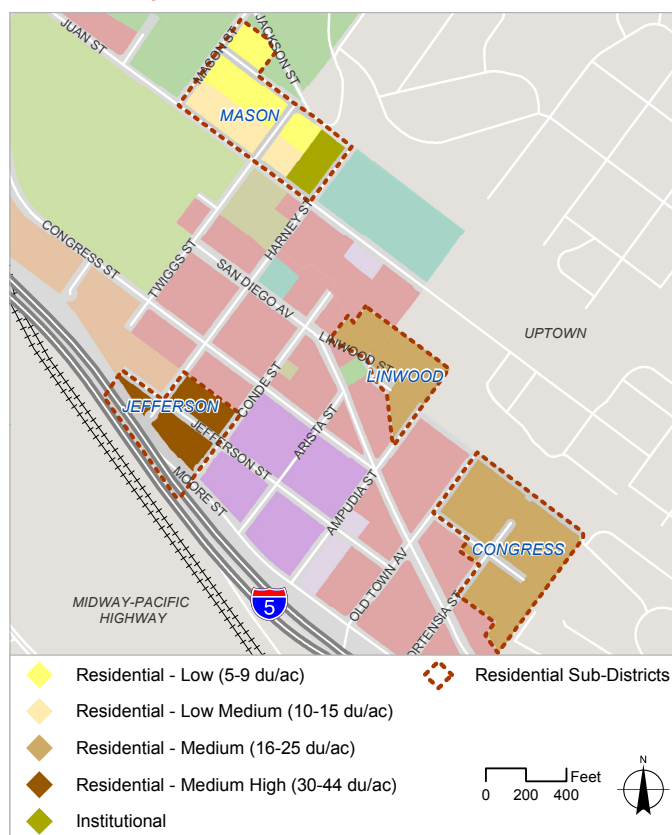 JUAN ST
MASON ST
JACKSON ST
MASON
CONGRESS ST
TWIGGS ST
HARNEY ST
SAN DIEGO AV
UPTOWN
LINWOOD ST
LINWOOD
JEFFERSON
CONDE ST
JEFFERSON ST
ARISTA ST
MOORE ST
AMPUDIA ST
CONGRESS
OLD TOWN AV
ORTENSIA ST
5
MIDWAY-PACIFIC
HIGHWAY
Residential - Low (5-9 du/ac)
Residential Sub-Districts
Residential - Low Medium (10-15 du/ac)
Residential - Medium (16-25 du/ac)
Residential - Medium High (30-44 du/ac)
Institutional
Feet
0 200 400
N